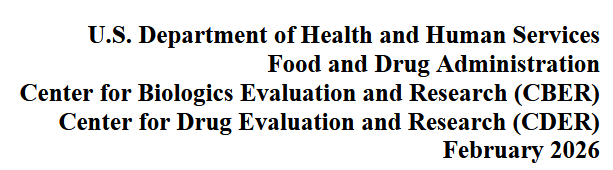 U.S. Department of Health and Human Services
Food and Drug Administration
Center for Biologics Evaluation and Research (CBER)
Center for Drug Evaluation and Research (CDER)
February 2026